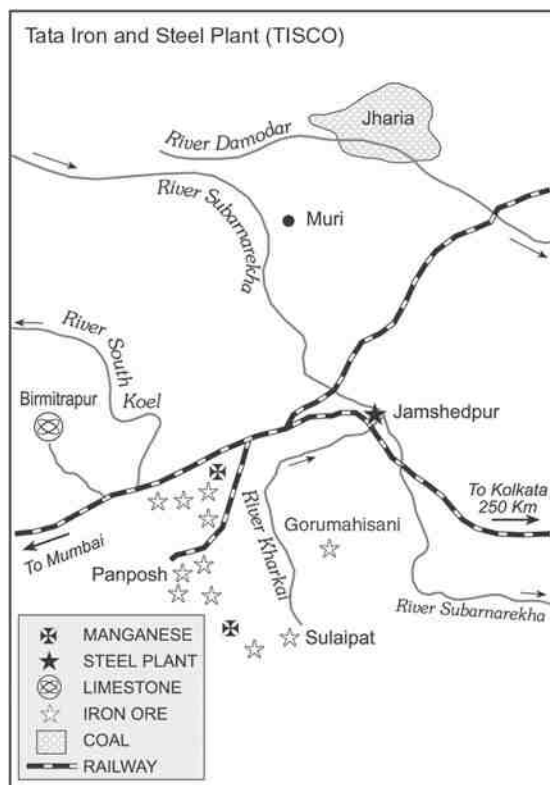 Tata Iron and Steel Plant (TISCO)
Jharia
River Damodar
River Subarnarekha
Muri
River South
Koel
Birmitrapur
Jamshedpur
To Kolkata
250 Km
To Mumbai
Gorumahisani
River Kharkai
Panposh
Sulaipat
River Subarnarekha
MANGANESE
STEEL PLANT
LIMESTONE
IRON ORE
COAL
RAILWAY